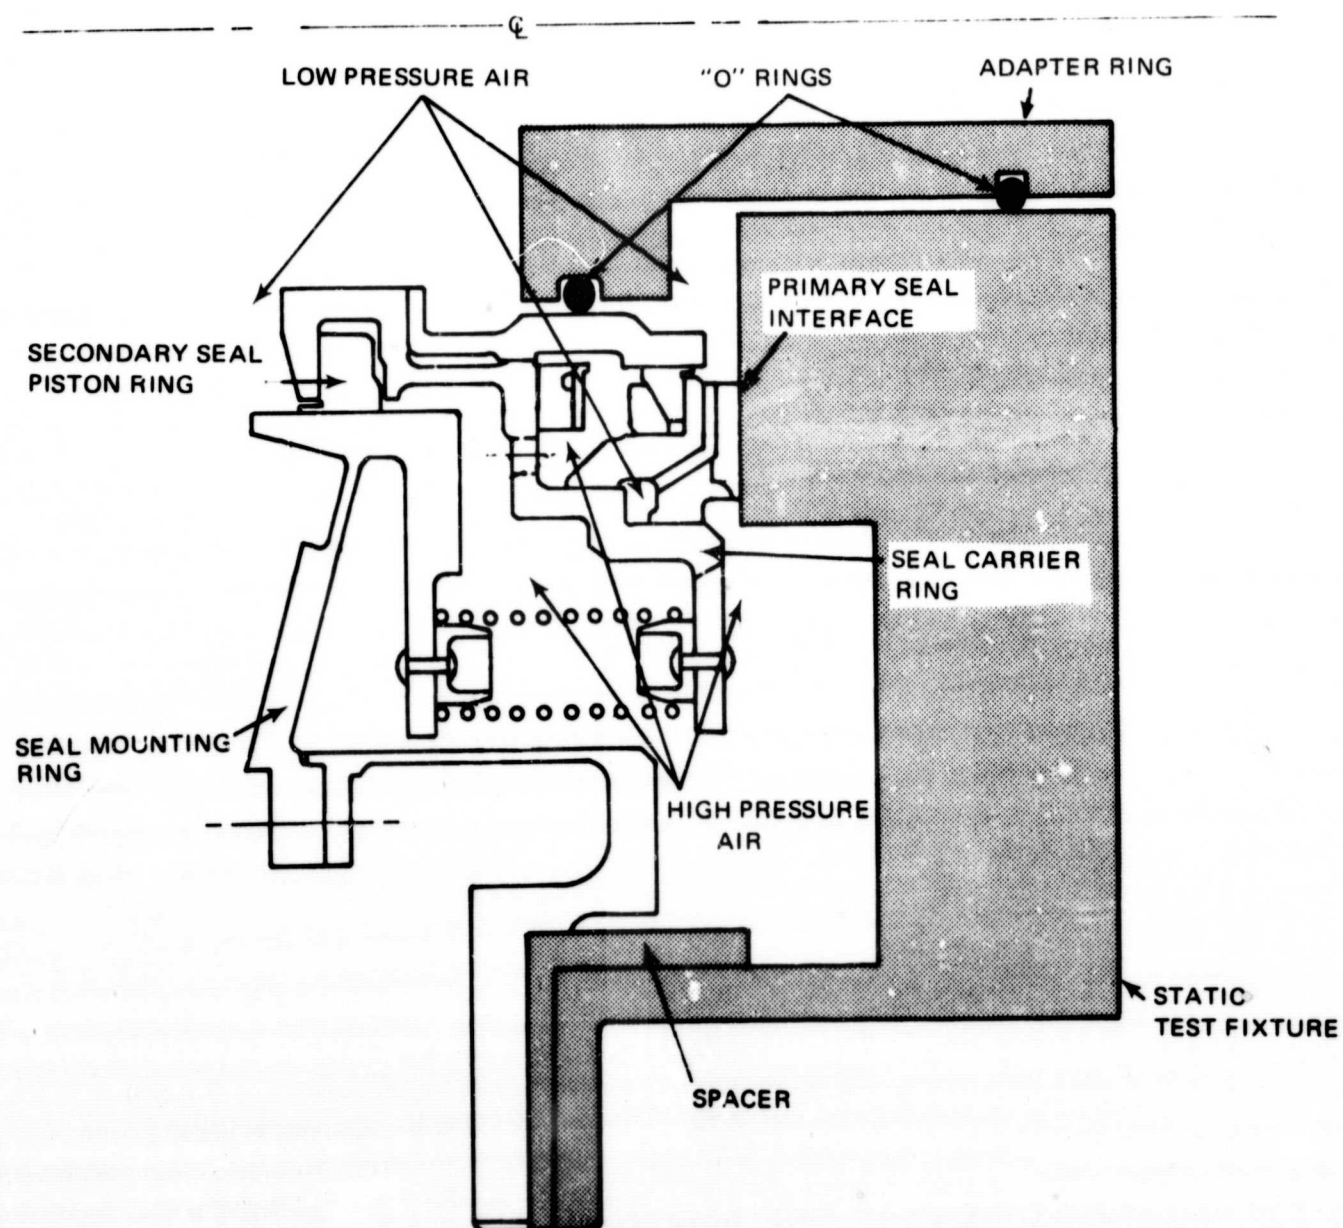 ℄
LOW PRESSURE AIR
"O" RINGS
ADAPTER RING
PRIMARY SEAL
INTERFACE
SECONDARY SEAL
PISTON RING
SEAL CARRIER
RING
SEAL MOUNTING
RING
HIGH PRESSURE
AIR
STATIC
TEST FIXTURE
SPACER